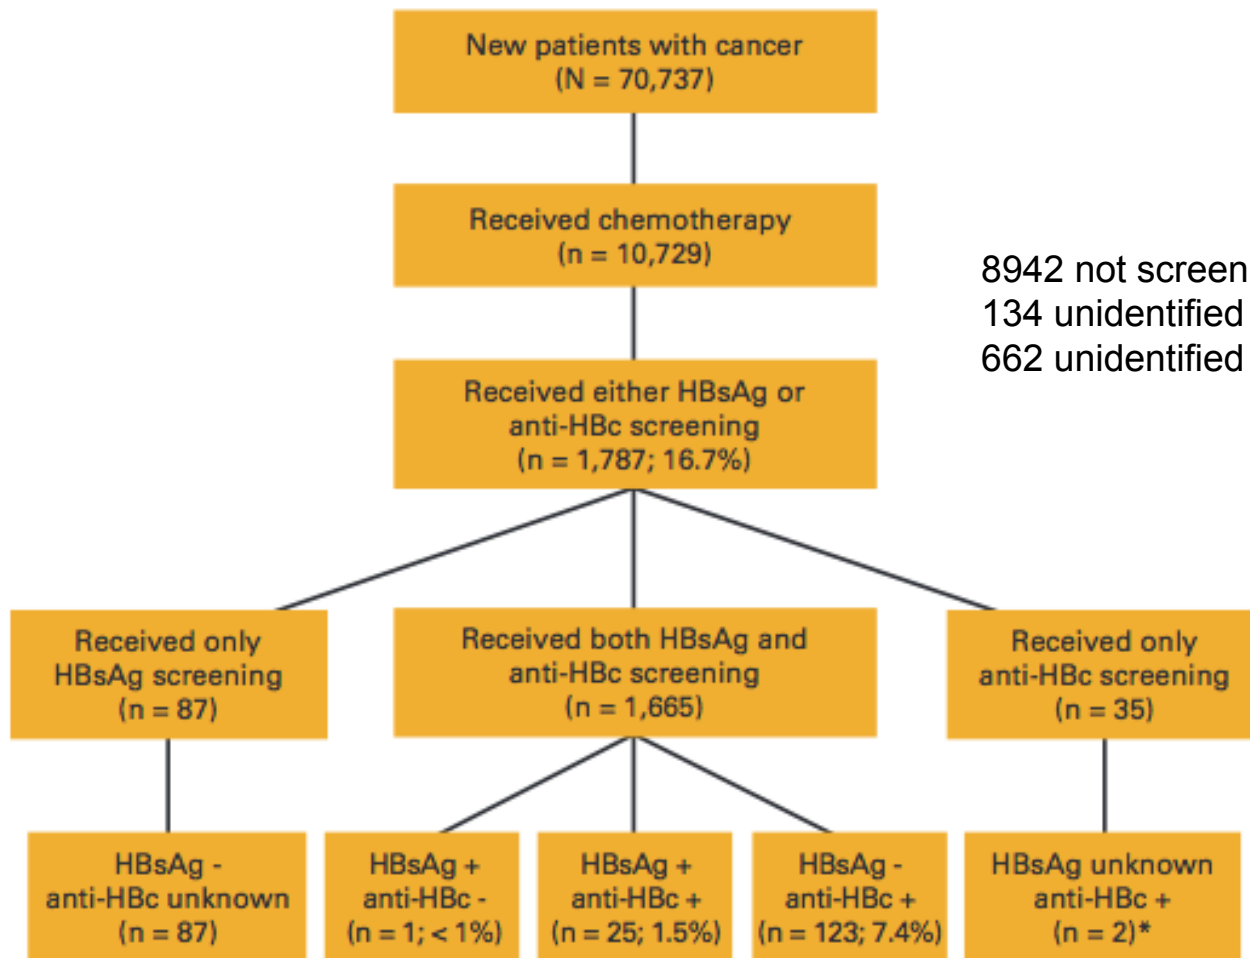 New patients with cancer
(N = 70,737)
Received chemotherapy
(n = 10,729)
8942 not screen
134 unidentified
662 unidentified
Received either HBsAg or
anti-HBc screening
(n = 1,787; 16.7%)
Received only
HBsAg screening
(n = 87)
Received both HBsAg and
anti-HBc screening
(n = 1,665)
Received only
anti-HBc screening
(n = 35)
HBsAg -
anti-HBc unknown
(n = 87)
HBsAg +
anti-HBc -
(n = 1; < 1%)
HBsAg +
anti-HBc +
(n = 25; 1.5%)
HBsAg -
anti-HBc +
(n = 123; 7.4%)
HBsAg unknown
anti-HBc +
(n = 2)*